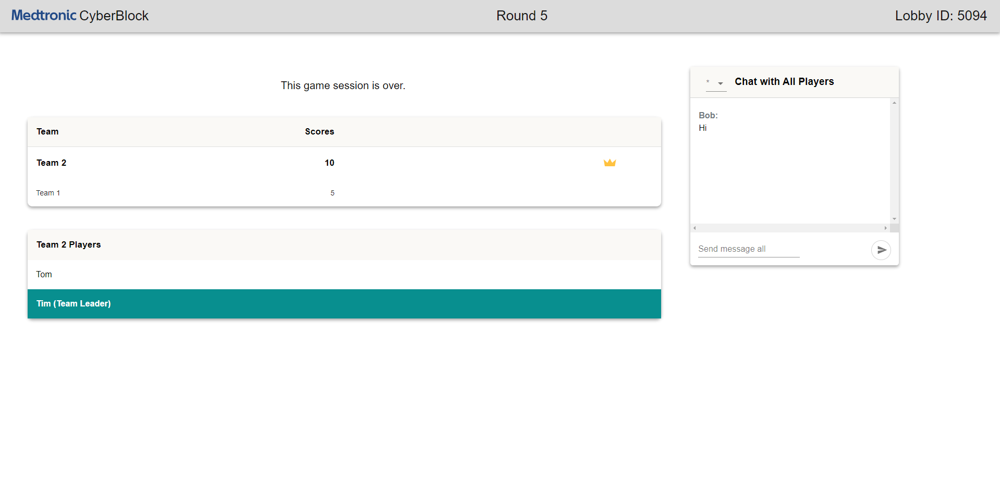 Medtronic CyberBlock
Round 5
Lobby ID: 5094
This game session is over.
Team Scores
Team 2 10
Team 1 5
Team 2 Players
Tom
Tim (Team Leader)
* Chat with All Players
Bob:
Hi
Send message all